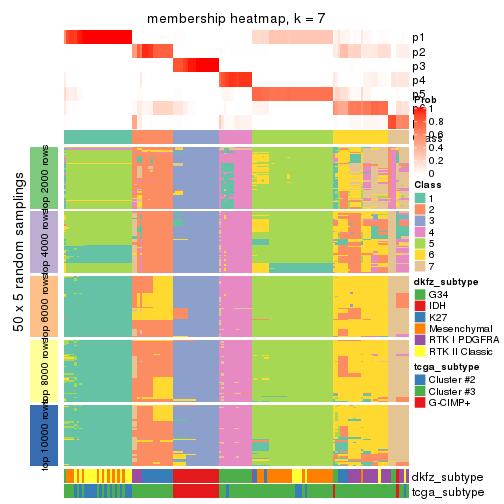 membership heatmap, k = 7
p1
p2
p3
p4
p5
p7
Prob
1
0.8
0.6
0.4
0.2
0
Class
Class
1
2
3
4
5
6
7
dkfz_subtype
G34
IDH
K27
Mesenchymal
RTK I PDGFRA
RTK II Classic
tcga_subtype
Cluster #2
Cluster #3
G-CIMP+
50 x 5 random samplings
top 2000 rows
top 4000 rows
top 6000 rows
top 8000 rows
top 10000 rows
dkfz_subtype
tcga_subtype